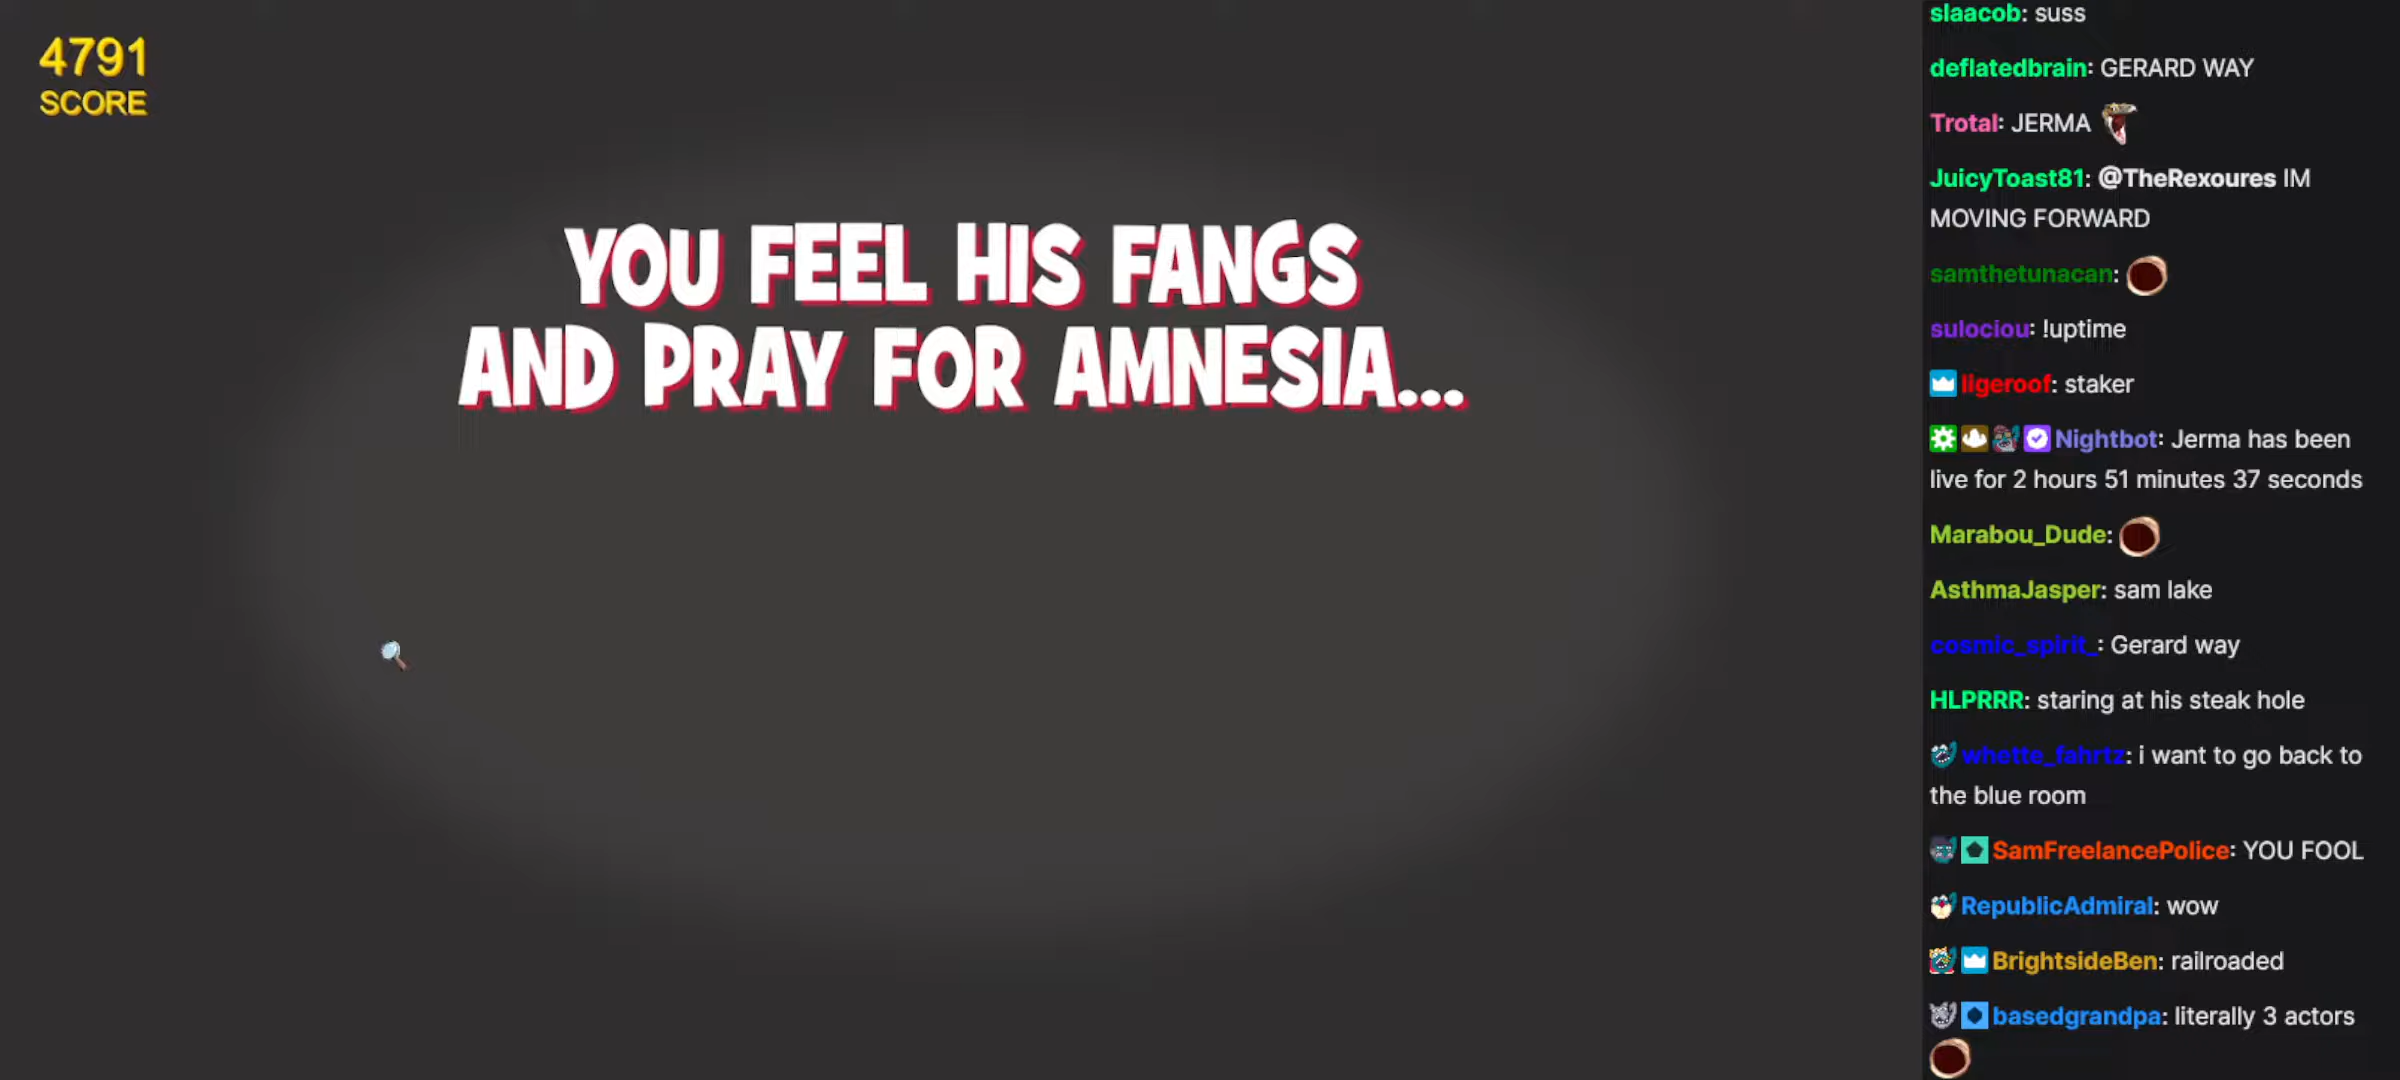 4791
SCORE
YOU FEEL HIS FANGS
AND PRAY FOR AMNESIA...
slaacob: suss
deflatedbrain: GERARD WAY
Trotal: JERMA
JuicyToast81: @TheRexoures IM
MOVING FORWARD
samthetunacan:
sulociou: !uptime
ligeroof: staker
Nightbot: Jerma has been
live for 2 hours 51 minutes 37 seconds
Marabou_Dude:
AsthmaJasper: sam lake
cosmic_spirit_: Gerard way
HLPRRR: staring at his steak hole
whette_fahrtz: i want to go back to
the blue room
SamFreelancePolice: YOU FOOL
RepublicAdmiral: wow
BrightsideBen: railroaded
basedgrandpa: literally 3 actors